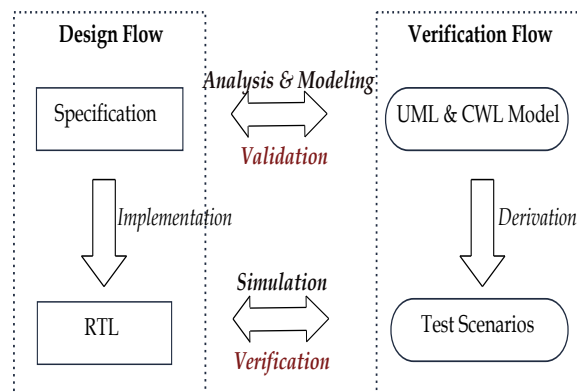 Design Flow
Verification Flow
Analysis & Modeling
Specification
UML & CWL Model
Validation
Implementation
Derivation
Simulation
RTL
Test Scenarios
Verification